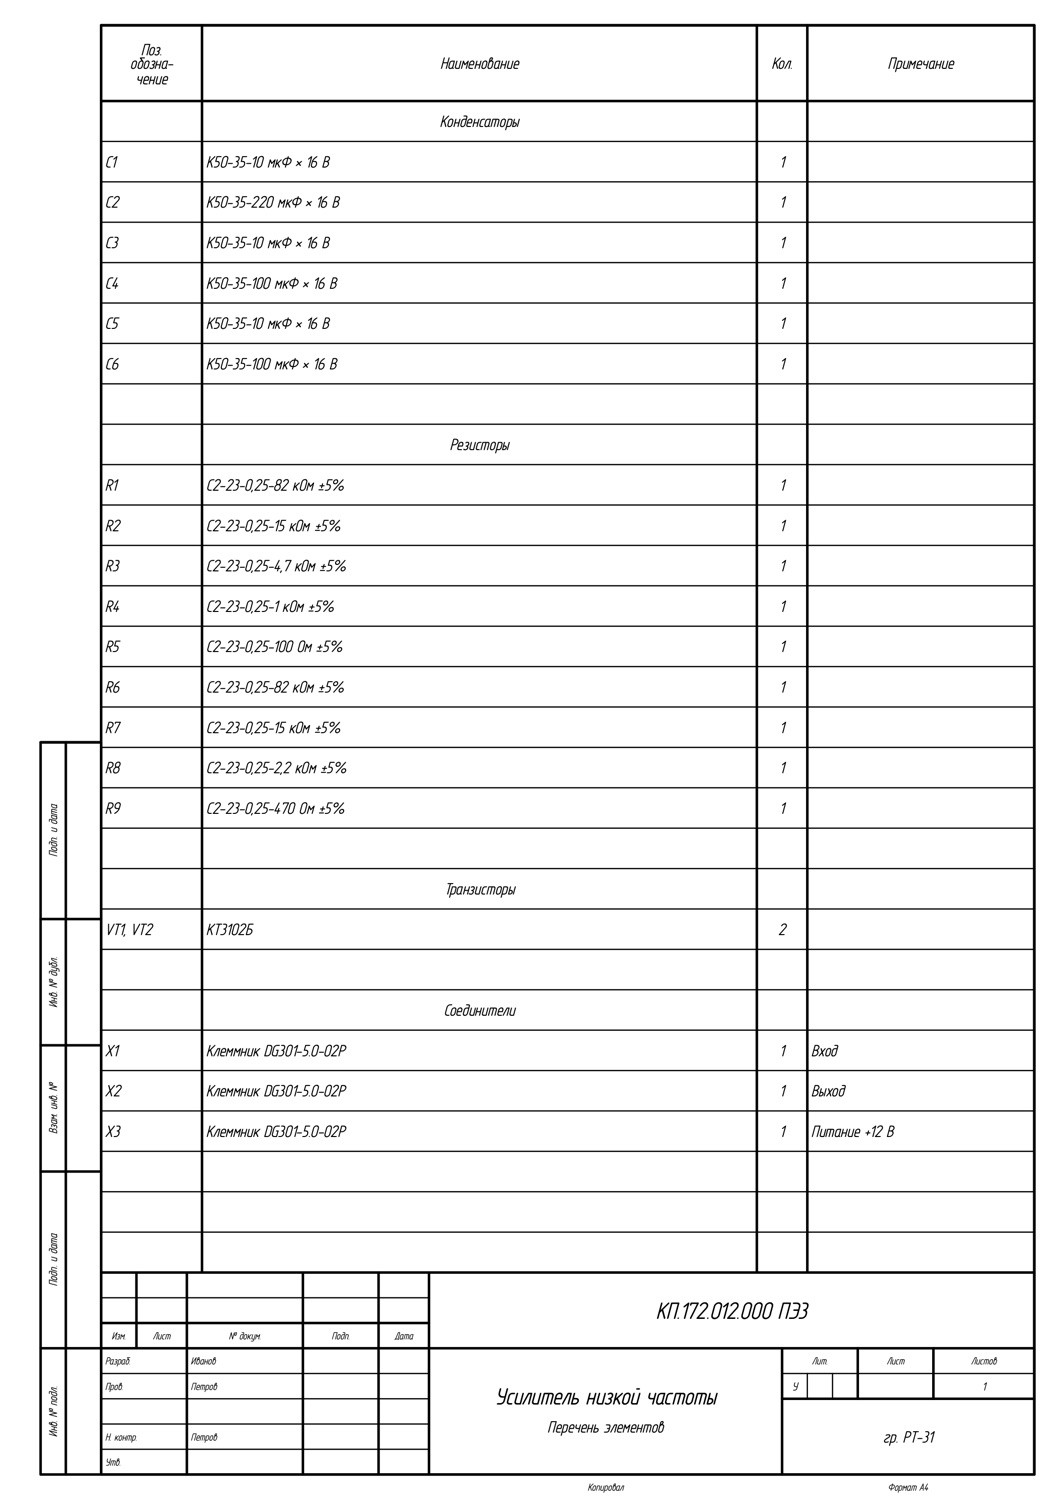 Поз.
обозна-
чение
Наименование
Кол.
Примечание
Конденсаторы
С1 К50-35-10 мкФ × 16 В 1
С2 К50-35-220 мкФ × 16 В 1
С3 К50-35-10 мкФ × 16 В 1
С4 К50-35-100 мкФ × 16 В 1
С5 К50-35-10 мкФ × 16 В 1
С6 К50-35-100 мкФ × 16 В 1
Резисторы
R1 С2-23-0,25-82 кОм ±5% 1
R2 С2-23-0,25-15 кОм ±5% 1
R3 С2-23-0,25-4,7 кОм ±5% 1
R4 С2-23-0,25-1 кОм ±5% 1
R5 С2-23-0,25-100 Ом ±5% 1
R6 С2-23-0,25-82 кОм ±5% 1
R7 С2-23-0,25-15 кОм ±5% 1
R8 С2-23-0,25-2,2 кОм ±5% 1
R9 С2-23-0,25-470 Ом ±5% 1
Транзисторы
VT1, VT2 КТ3102Б 2
Соединители
X1 Клеммник DG301-5.0-02P 1 Вход
X2 Клеммник DG301-5.0-02P 1 Выход
X3 Клеммник DG301-5.0-02P 1 Питание +12 В
Подп. и дата
Инв. № дубл.
Взам. инв. №
Подп. и дата
Инв. № подл.
КП.172.012.000 ПЭ3
Изм Лист № докум. Подп. Дата
Разраб. Иванов
Пров. Петров
Н. контр. Петров
Утв.
Усилитель низкой частоты
Перечень элементов
Лит. Лист Листов
У 1
гр. РТ-31
Копировал Формат А4